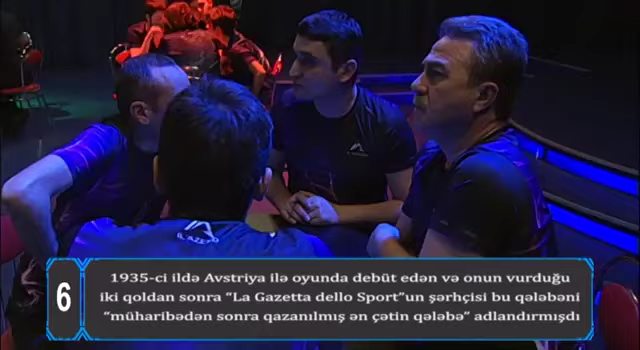 6
1935-ci ildə Avstriya ilə oyunda debüt edən və onun vurduğu
iki qoldan sonra “La Gazetta dello Sport”un şərhçisi bu qələbəni
“müharibədən sonra qazanılmış ən çətin qələbə” adlandırmışdı